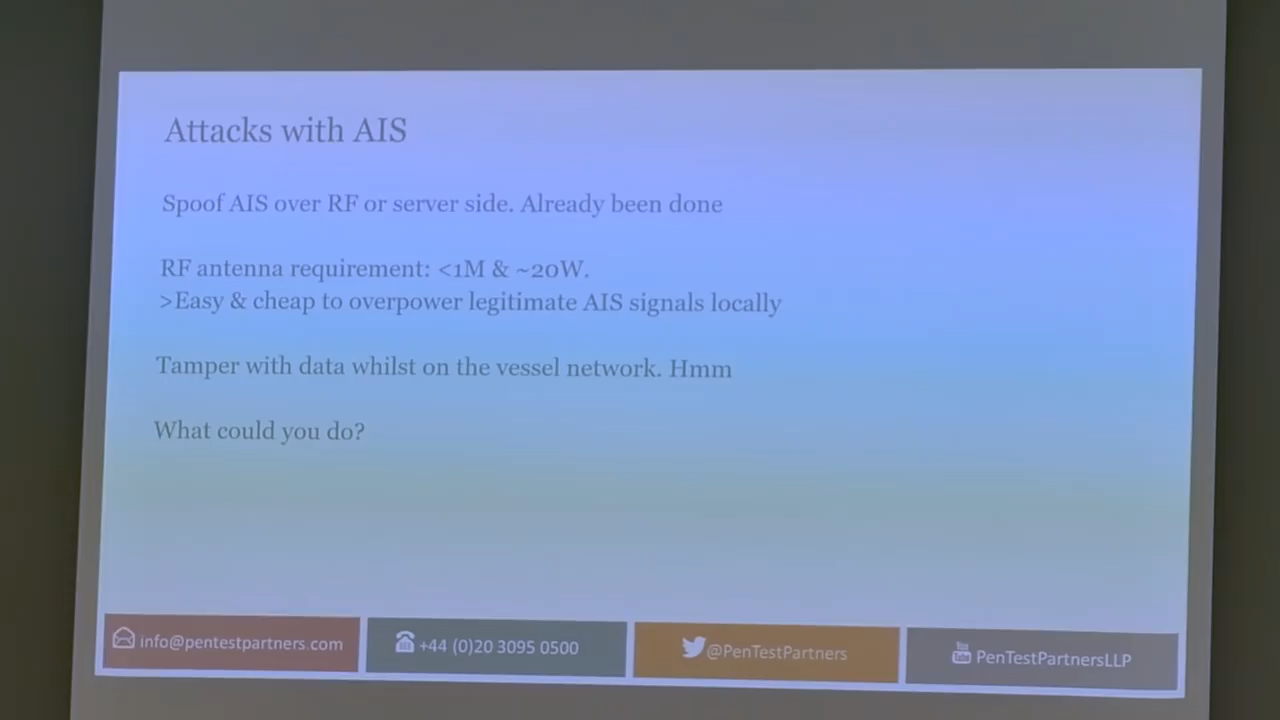 Attacks with AIS
Spoof AIS over RF or server side. Already been done
RF antenna requirement: <1M & ~20W.
>Easy & cheap to overpower legitimate AIS signals locally
Tamper with data whilst on the vessel network. Hmm
What could you do?
info@pentestpartners.com
+44 (0)20 3095 0500
@PenTestPartners
You Tube
PenTestPartnersLLP